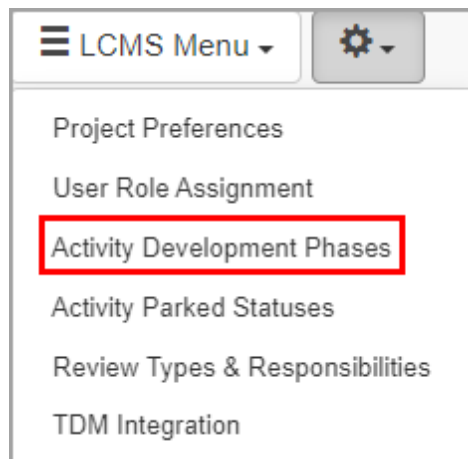 LCMS Menu
Project Preferences
User Role Assignment
Activity Development Phases
Activity Parked Statuses
Review Types & Responsibilities
TDM Integration